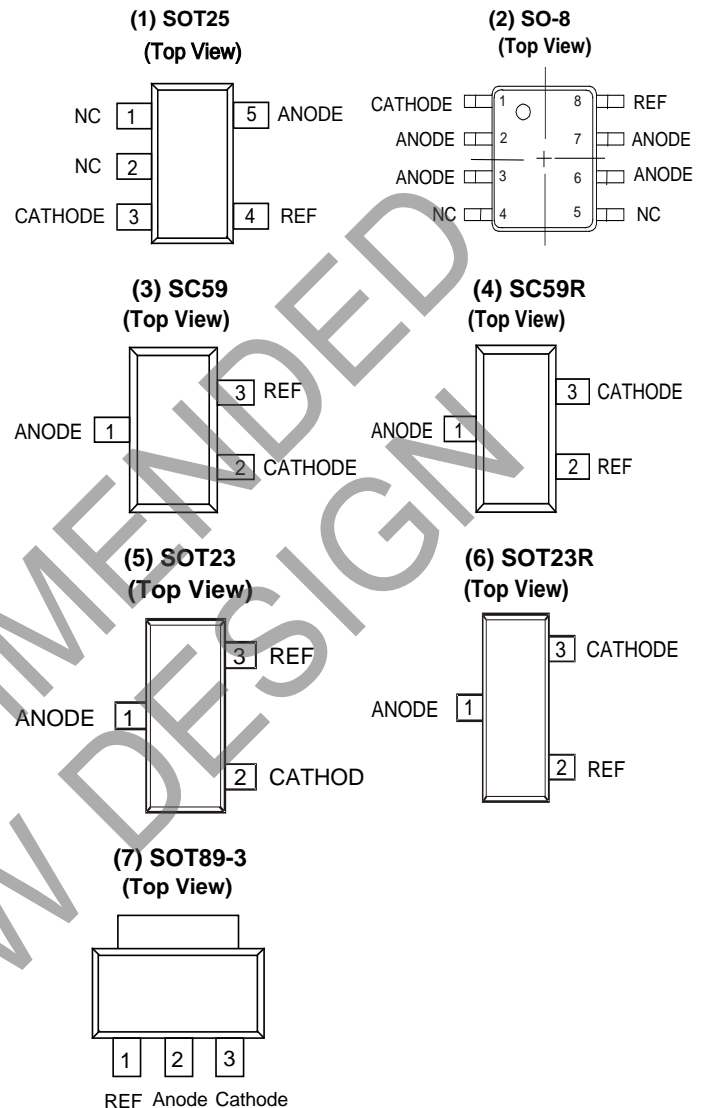 (1) SOT25
(Top View)
NC 1
5 ANODE
NC 2
CATHODE 3
4 REF
(2) SO-8
(Top View)
CATHODE 1
8 REF
ANODE 2
7 ANODE
ANODE 3
6 ANODE
NC 4
5 NC
(3) SC59
(Top View)
3 REF
ANODE 1
2 CATHODE
(4) SC59R
(Top View)
3 CATHODE
ANODE 1
2 REF
(5) SOT23
(Top View)
3 REF
ANODE 1
2 CATHOD
(6) SOT23R
(Top View)
3 CATHODE
ANODE 1
2 REF
(7) SOT89-3
(Top View)
1 2 3
REF Anode Cathode
MMENDED
W DESIGN